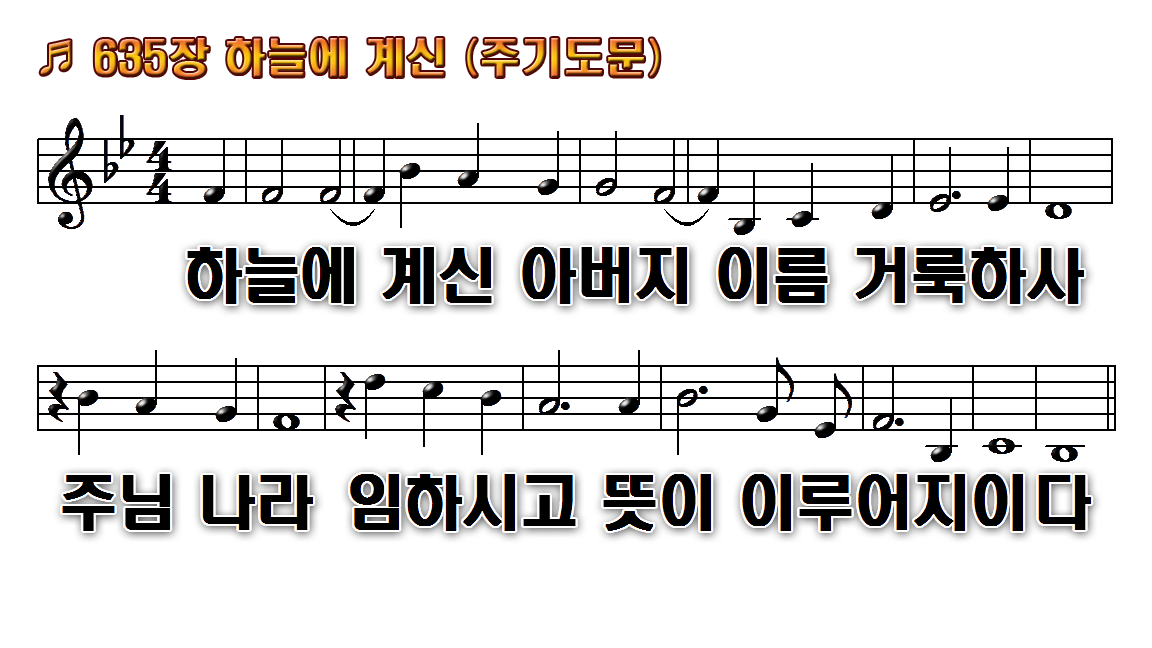 ♬ 635장 하늘에 계신 (주기도문)
4
4
하늘에 계신 아버지 이름 거룩하사
주님 나라 임하시고 뜻이 이루어지이다